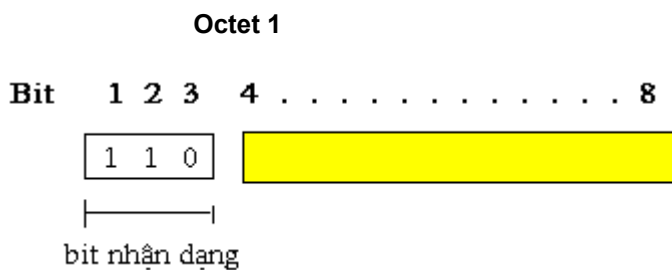 Octet 1
Bit 1 2 3 4 . . . . . . . . . . . . . 8
1 1 0
bit nhận dạng